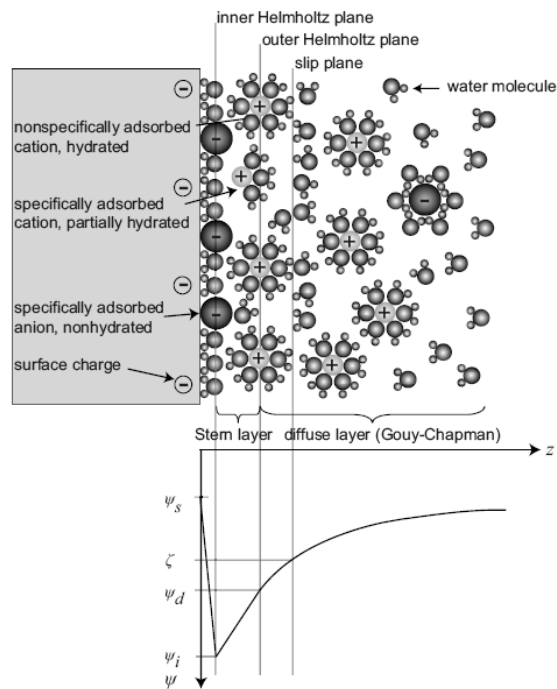 inner Helmholtz plane
outer Helmholtz plane
slip plane
water molecule
nonspecifically adsorbed
cation, hydrated
specifically adsorbed
cation, partially hydrated
specifically adsorbed
anion, nonhydrated
surface charge
Stern layer
diffuse layer (Gouy-Chapman)
z
ψs
ζ
ψd
ψi
ψ